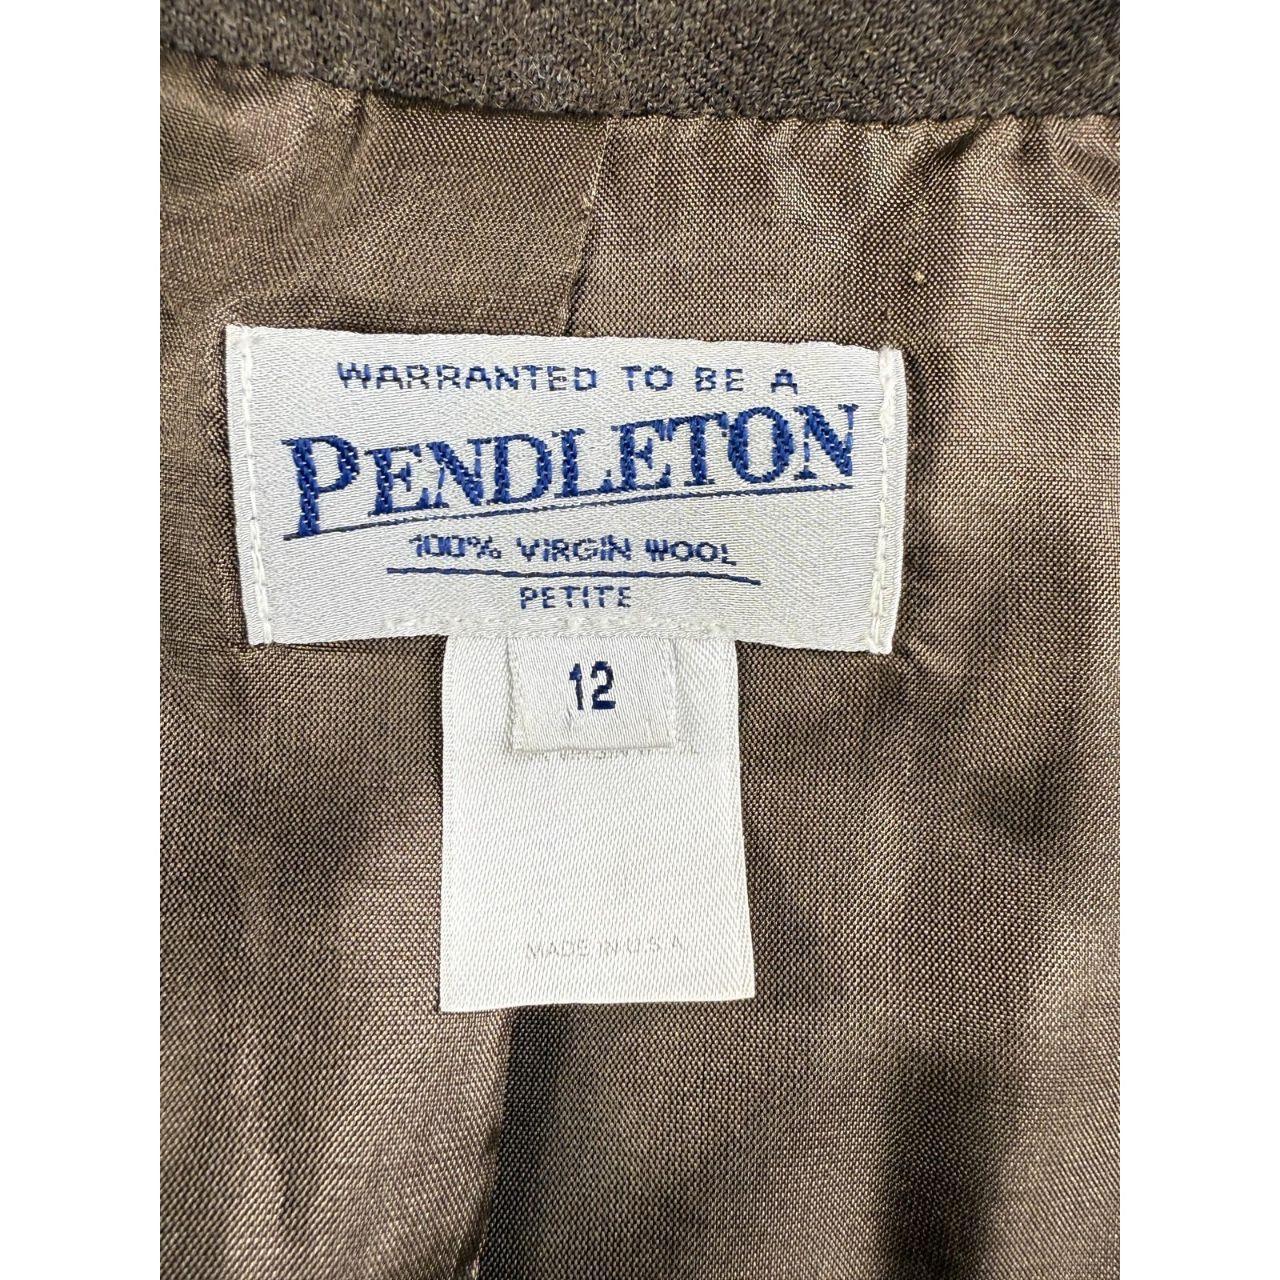 WARRANTED TO BE A
PENDLETON
100% VIRGIN WOOL
PETITE
12
MADE IN U.S.A